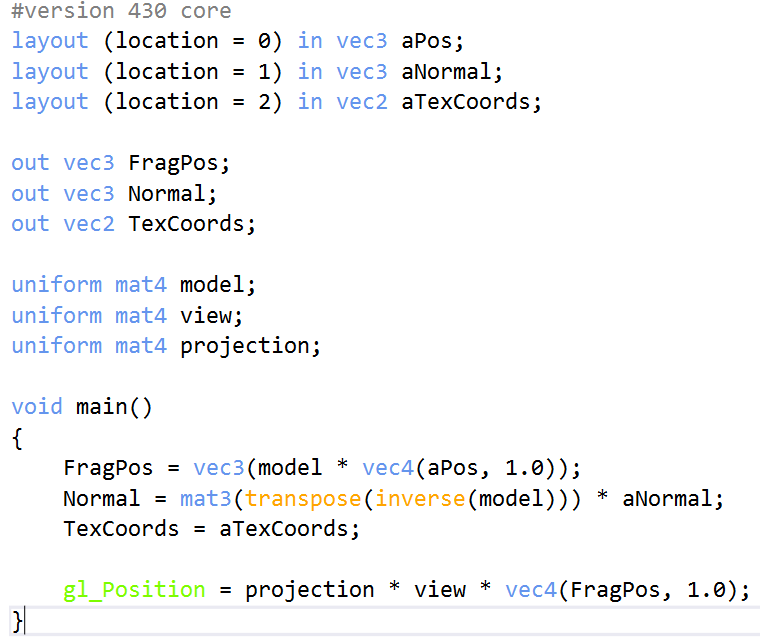 #version 430 core
layout (location = 0) in vec3 aPos;
layout (location = 1) in vec3 aNormal;
layout (location = 2) in vec2 aTexCoords;

out vec3 FragPos;
out vec3 Normal;
out vec2 TexCoords;

uniform mat4 model;
uniform mat4 view;
uniform mat4 projection;

void main()
{
    FragPos = vec3(model * vec4(aPos, 1.0));
    Normal = mat3(transpose(inverse(model))) * aNormal;
    TexCoords = aTexCoords;

    gl_Position = projection * view * vec4(FragPos, 1.0);
}